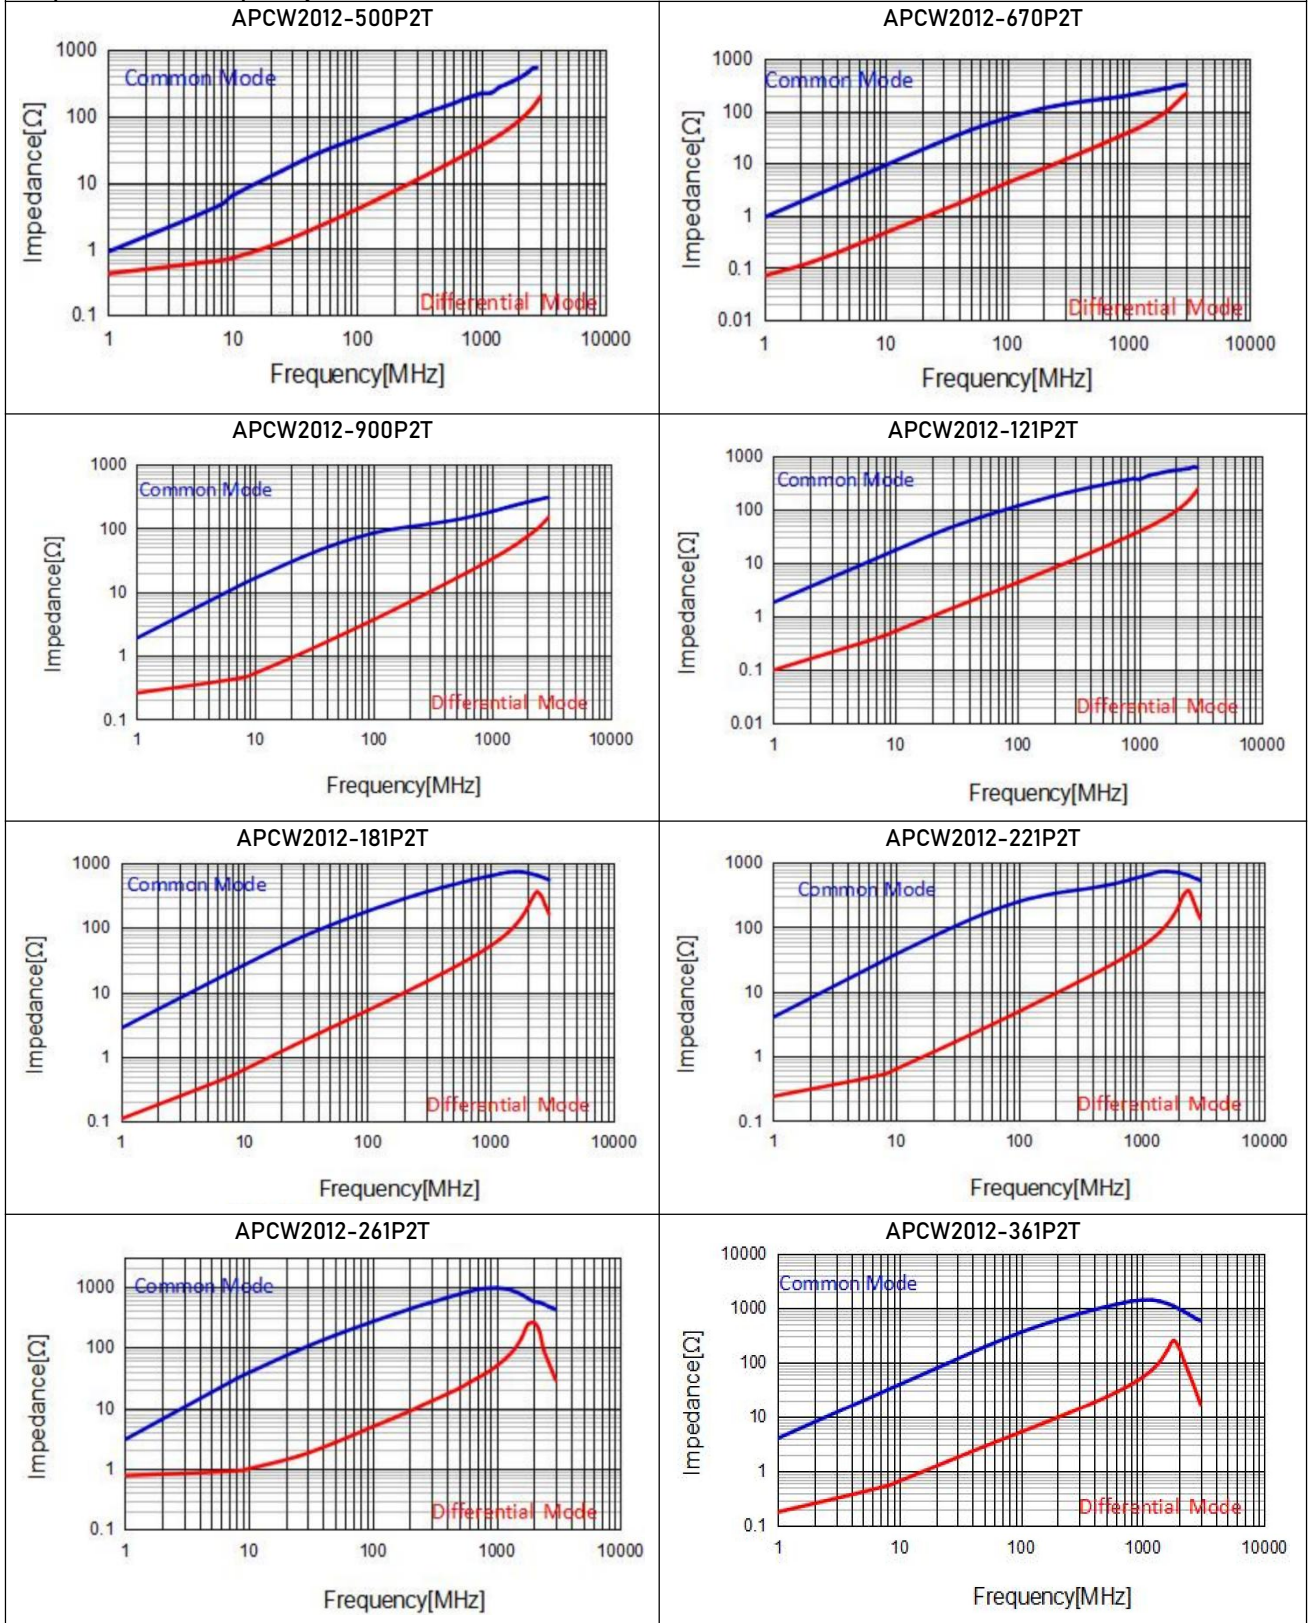 APCW2012-500P2T
1000
100
10
1
0.1
Impedance[Ω]
Common Mode
Differential Mode
1 10 100 1000 10000
Frequency[MHz]
APCW2012-670P2T
1000
100
10
1
0.1
0.01
Impedance[Ω]
Common Mode
Differential Mode
1 10 100 1000 10000
Frequency[MHz]
APCW2012-900P2T
1000
100
10
1
0.1
Impedance[Ω]
Common Mode
Differential Mode
1 10 100 1000 10000
Frequency[MHz]
APCW2012-121P2T
1000
100
10
1
0.1
0.01
Impedance[Ω]
Common Mode
Differential Mode
1 10 100 1000 10000
Frequency[MHz]
APCW2012-181P2T
1000
100
10
1
0.1
Impedance[Ω]
Common Mode
Differential Mode
1 10 100 1000 10000
Frequency[MHz]
APCW2012-221P2T
1000
100
10
1
0.1
Impedance[Ω]
Common Mode
Differential Mode
1 10 100 1000 10000
Frequency[MHz]
APCW2012-261P2T
1000
100
10
1
0.1
Impedance[Ω]
Common Mode
Differential Mode
1 10 100 1000 10000
Frequency[MHz]
APCW2012-361P2T
10000
1000
100
10
1
0.1
Impedance[Ω]
Common Mode
Differential Mode
1 10 100 1000 10000
Frequency[MHz]